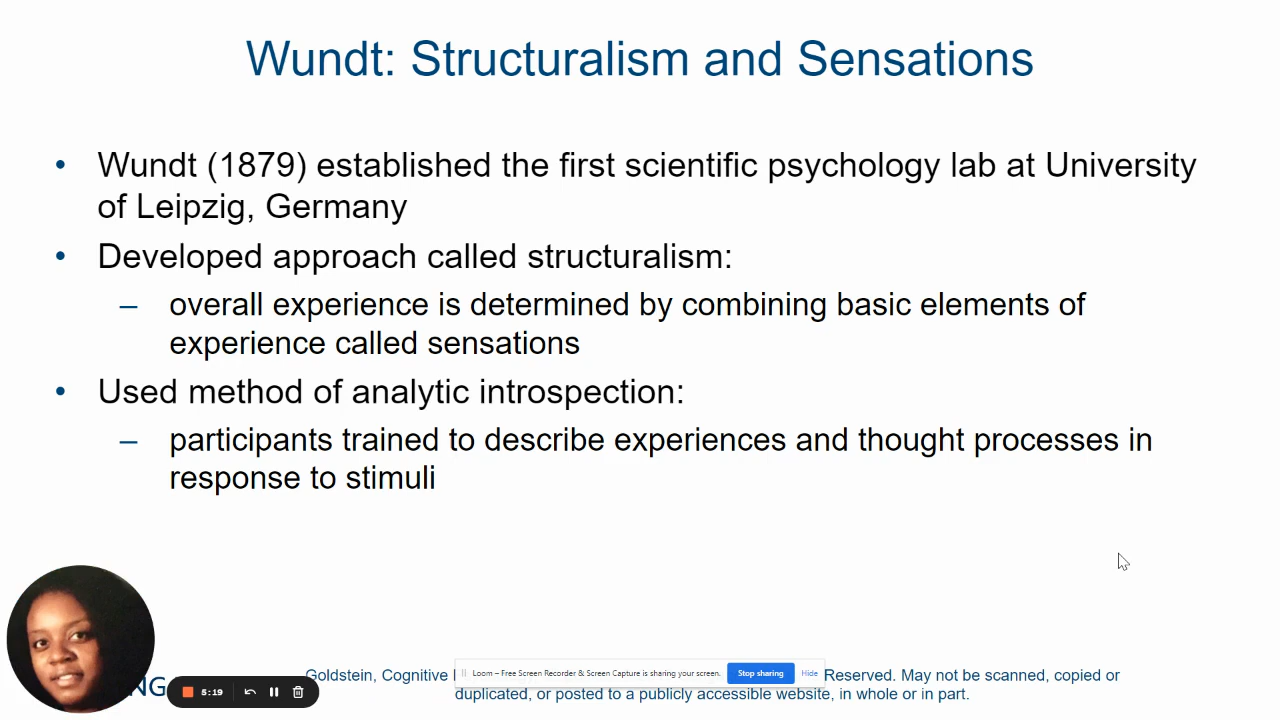 Wundt: Structuralism and Sensations
• Wundt (1879) established the first scientific psychology lab at University
of Leipzig, Germany
• Developed approach called structuralism:
– overall experience is determined by combining basic elements of
experience called sensations
• Used method of analytic introspection:
– participants trained to describe experiences and thought processes in
response to stimuli
NG
5:19
Goldstein, Cognitive
Loom – Free Screen Recorder & Screen Capture is sharing your screen. Stop sharing Hide
Reserved. May not be scanned, copied or
duplicated, or posted to a publicly accessible website, in whole or in part.